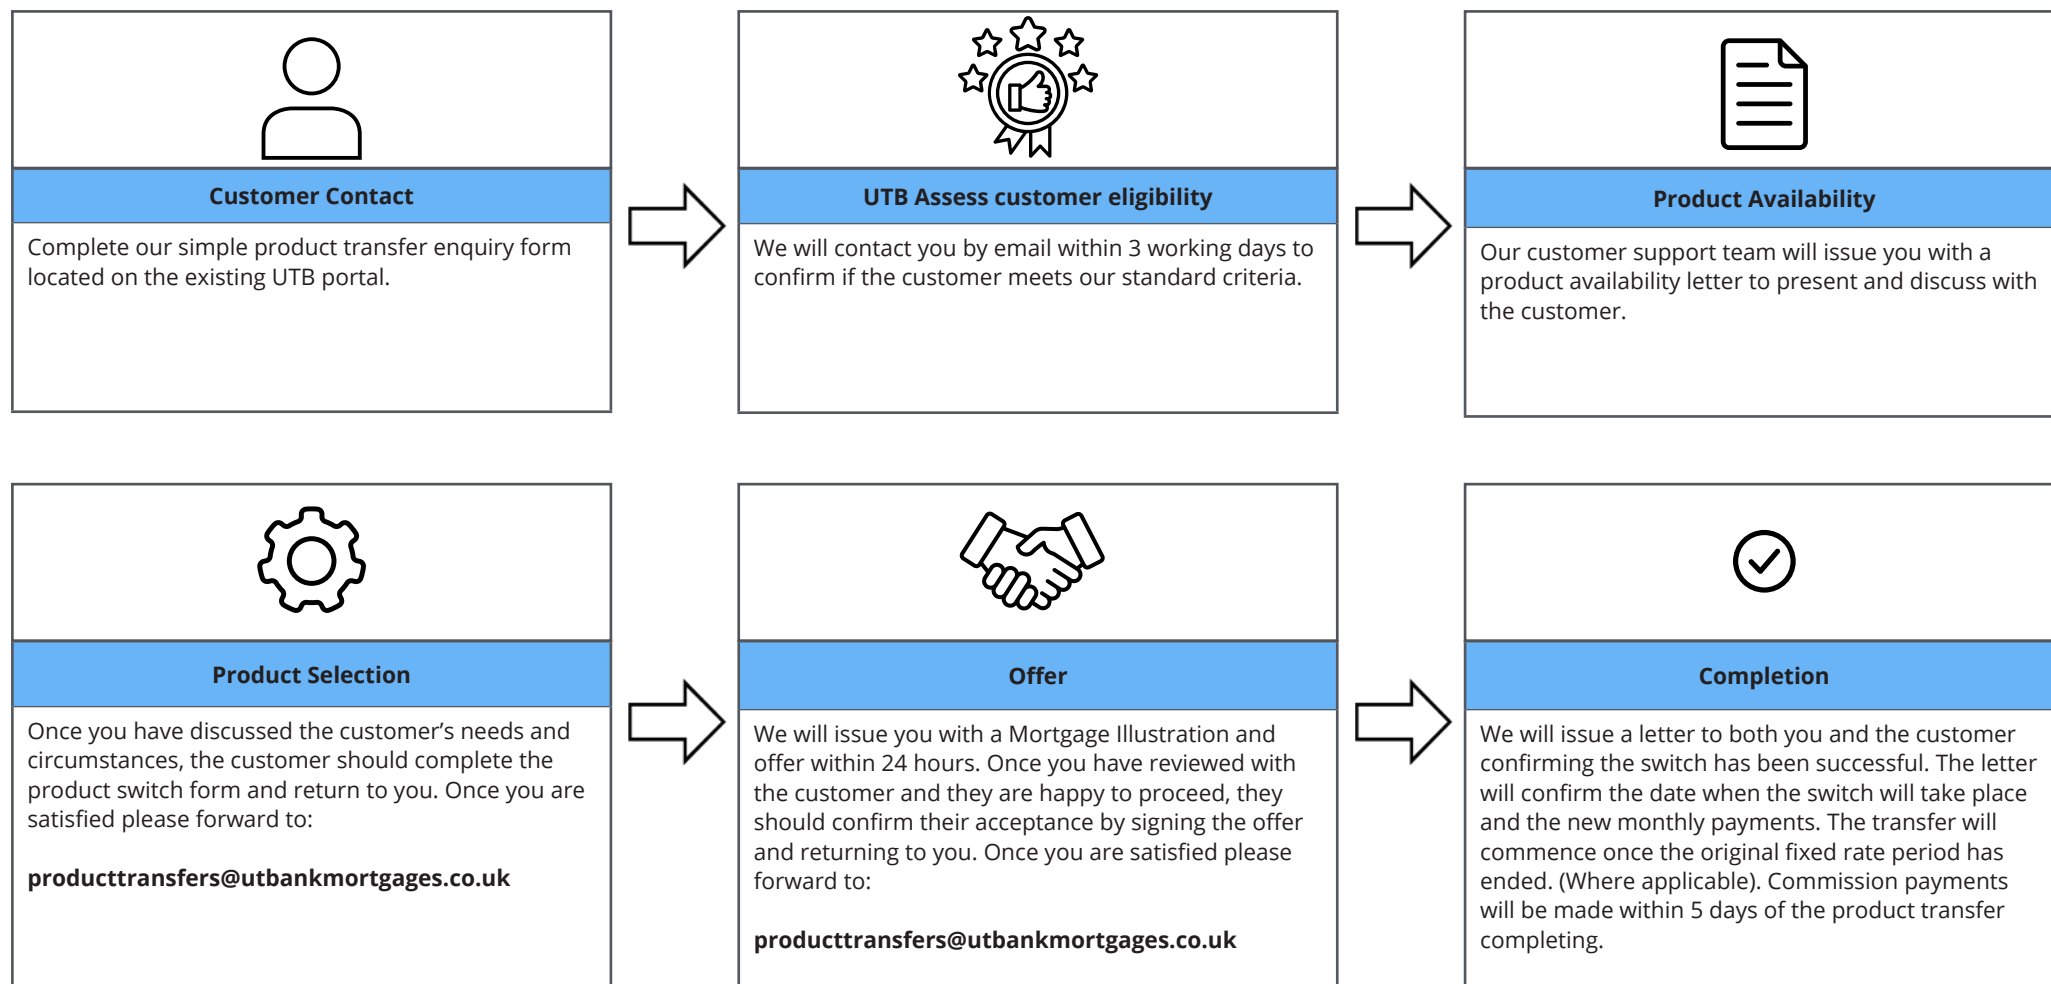 Customer Contact
Complete our simple product transfer enquiry form
located on the existing UTB portal.
UTB Assess customer eligibility
We will contact you by email within 3 working days to
confirm if the customer meets our standard criteria.
Product Availability
Our customer support team will issue you with a
product availability letter to present and discuss with
the customer.
Product Selection
Once you have discussed the customer’s needs and
circumstances, the customer should complete the
product switch form and return to you. Once you are
satisfied please forward to:
producttransfers@utbankmortgages.co.uk
Offer
We will issue you with a Mortgage Illustration and
offer within 24 hours. Once you have reviewed with
the customer and they are happy to proceed, they
should confirm their acceptance by signing the offer
and returning to you. Once you are satisfied please
forward to:
producttransfers@utbankmortgages.co.uk
Completion
We will issue a letter to both you and the customer
confirming the switch has been successful. The letter
will confirm the date when the switch will take place
and the new monthly payments. The transfer will
commence once the original fixed rate period has
ended. (Where applicable). Commission payments
will be made within 5 days of the product transfer
completing.